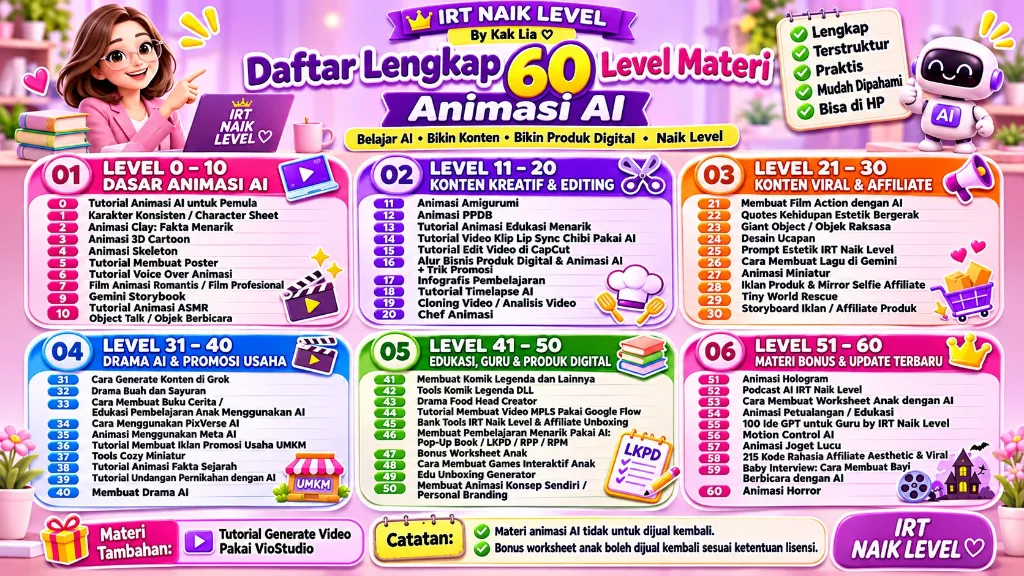 IRT NAIK LEVEL
By Kak Lia ♡
Daftar Lengkap 60 Level Materi
Animasi AI
Belajar AI • Bikin Konten • Bikin Produk Digital • Naik Level
IRT
NAIK
LEVEL ♡
Lengkap
Terstruktur
Praktis
Mudah Dipahami
Bisa di HP
AI
01 LEVEL 0 – 10
DASAR ANIMASI AI
0 Tutorial Animasi AI untuk Pemula
1 Karakter Konsisten / Character Sheet
2 Animasi Clay: Fakta Menarik
3 Animasi 3D Cartoon
4 Animasi Skeleton
5 Tutorial Membuat Poster
6 Tutorial Voice Over Animasi
7 Film Animasi Romantis / Film Profesional
9 Gemini Storybook
Tutorial Animasi ASMR
10 Object Talk / Objek Berbicara
02 LEVEL 11 – 20
KONTEN KREATIF & EDITING
11 Animasi Amigurumi
12 Animasi PPDB
13 Tutorial Animasi Edukasi Menarik
14 Tutorial Video Klip Lip Sync Chibi Pakai AI
15 Tutorial Edit Video di CapCut
16 Alur Bisnis Produk Digital & Animasi AI
+ Trik Promosi
17 Infografis Pembelajaran
18 Tutorial Timelapse AI
19 Cloning Video / Analisis Video
20 Chef Animasi
03 LEVEL 21 – 30
KONTEN VIRAL & AFFILIATE
21 Membuat Film Action dengan AI
22 Quotes Kehidupan Estetik Bergerak
23 Giant Object / Objek Raksasa
24 Desain Ucapan
25 Prompt Estetik IRT Naik Level
26 Cara Membuat Lagu di Gemini
27 Animasi Miniatur
28 Iklan Produk & Mirror Selfie Affiliate
29 Tiny World Rescue
30 Storyboard Iklan / Affiliate Produk
04 LEVEL 31 – 40
DRAMA AI & PROMOSI USAHA
31 Cara Generate Konten di Grok
32 Drama Buah dan Sayuran
33 Cara Membuat Buku Cerita /
Edukasi Pembelajaran Anak Menggunakan AI
34 Cara Menggunakan PixVerse AI
35 Animasi Menggunakan Meta AI
36 Tutorial Membuat Iklan Promosi Usaha UMKM
37 Tools Cozy Miniatur
38 Tutorial Animasi Fakta Sejarah
39 Tutorial Undangan Pernikahan dengan AI
40 Membuat Drama AI
UMKM
05 LEVEL 41 – 50
EDUKASI, GURU & PRODUK DIGITAL
41 Membuat Komik Legenda dan Lainnya
42 Tools Komik Legenda DLL
43 Drama Food Head Creator
44 Tutorial Membuat Video MPLS Pakai Google Flow
45 Bank Tools IRT Naik Level & Affiliate Unboxing
46 Membuat Pembelajaran Menarik Pakai AI:
Pop-Up Book / LKPD / RPP / RPM
47 Bonus Worksheet Anak
48 Cara Membuat Games Interaktif Anak
49 Edu Unboxing Generator
50 Membuat Animasi Konsep Sendiri /
Personal Branding
LKPD
06 LEVEL 51 – 60
MATERI BONUS & UPDATE TERBARU
51 Animasi Hologram
52 Podcast AI IRT Naik Level
53 Cara Membuat Worksheet Anak dengan AI
54 Animasi Petualangan / Edukasi
55 100 Ide GPT untuk Guru by IRT Naik Level
56 Motion Control AI
57 Animasi Joget Lucu
58 215 Kode Rahasia Affiliate Aesthetic & Viral
59 Baby Interview: Cara Membuat Bayi
Berbicara dengan AI
60 Animasi Horror
Materi
Tambahan:
Tutorial Generate Video
Pakai VioStudio
Catatan:
Materi animasi AI tidak untuk dijual kembali.
Bonus worksheet anak boleh dijual kembali sesuai ketentuan lisensi.
IRT
NAIK LEVEL ♡